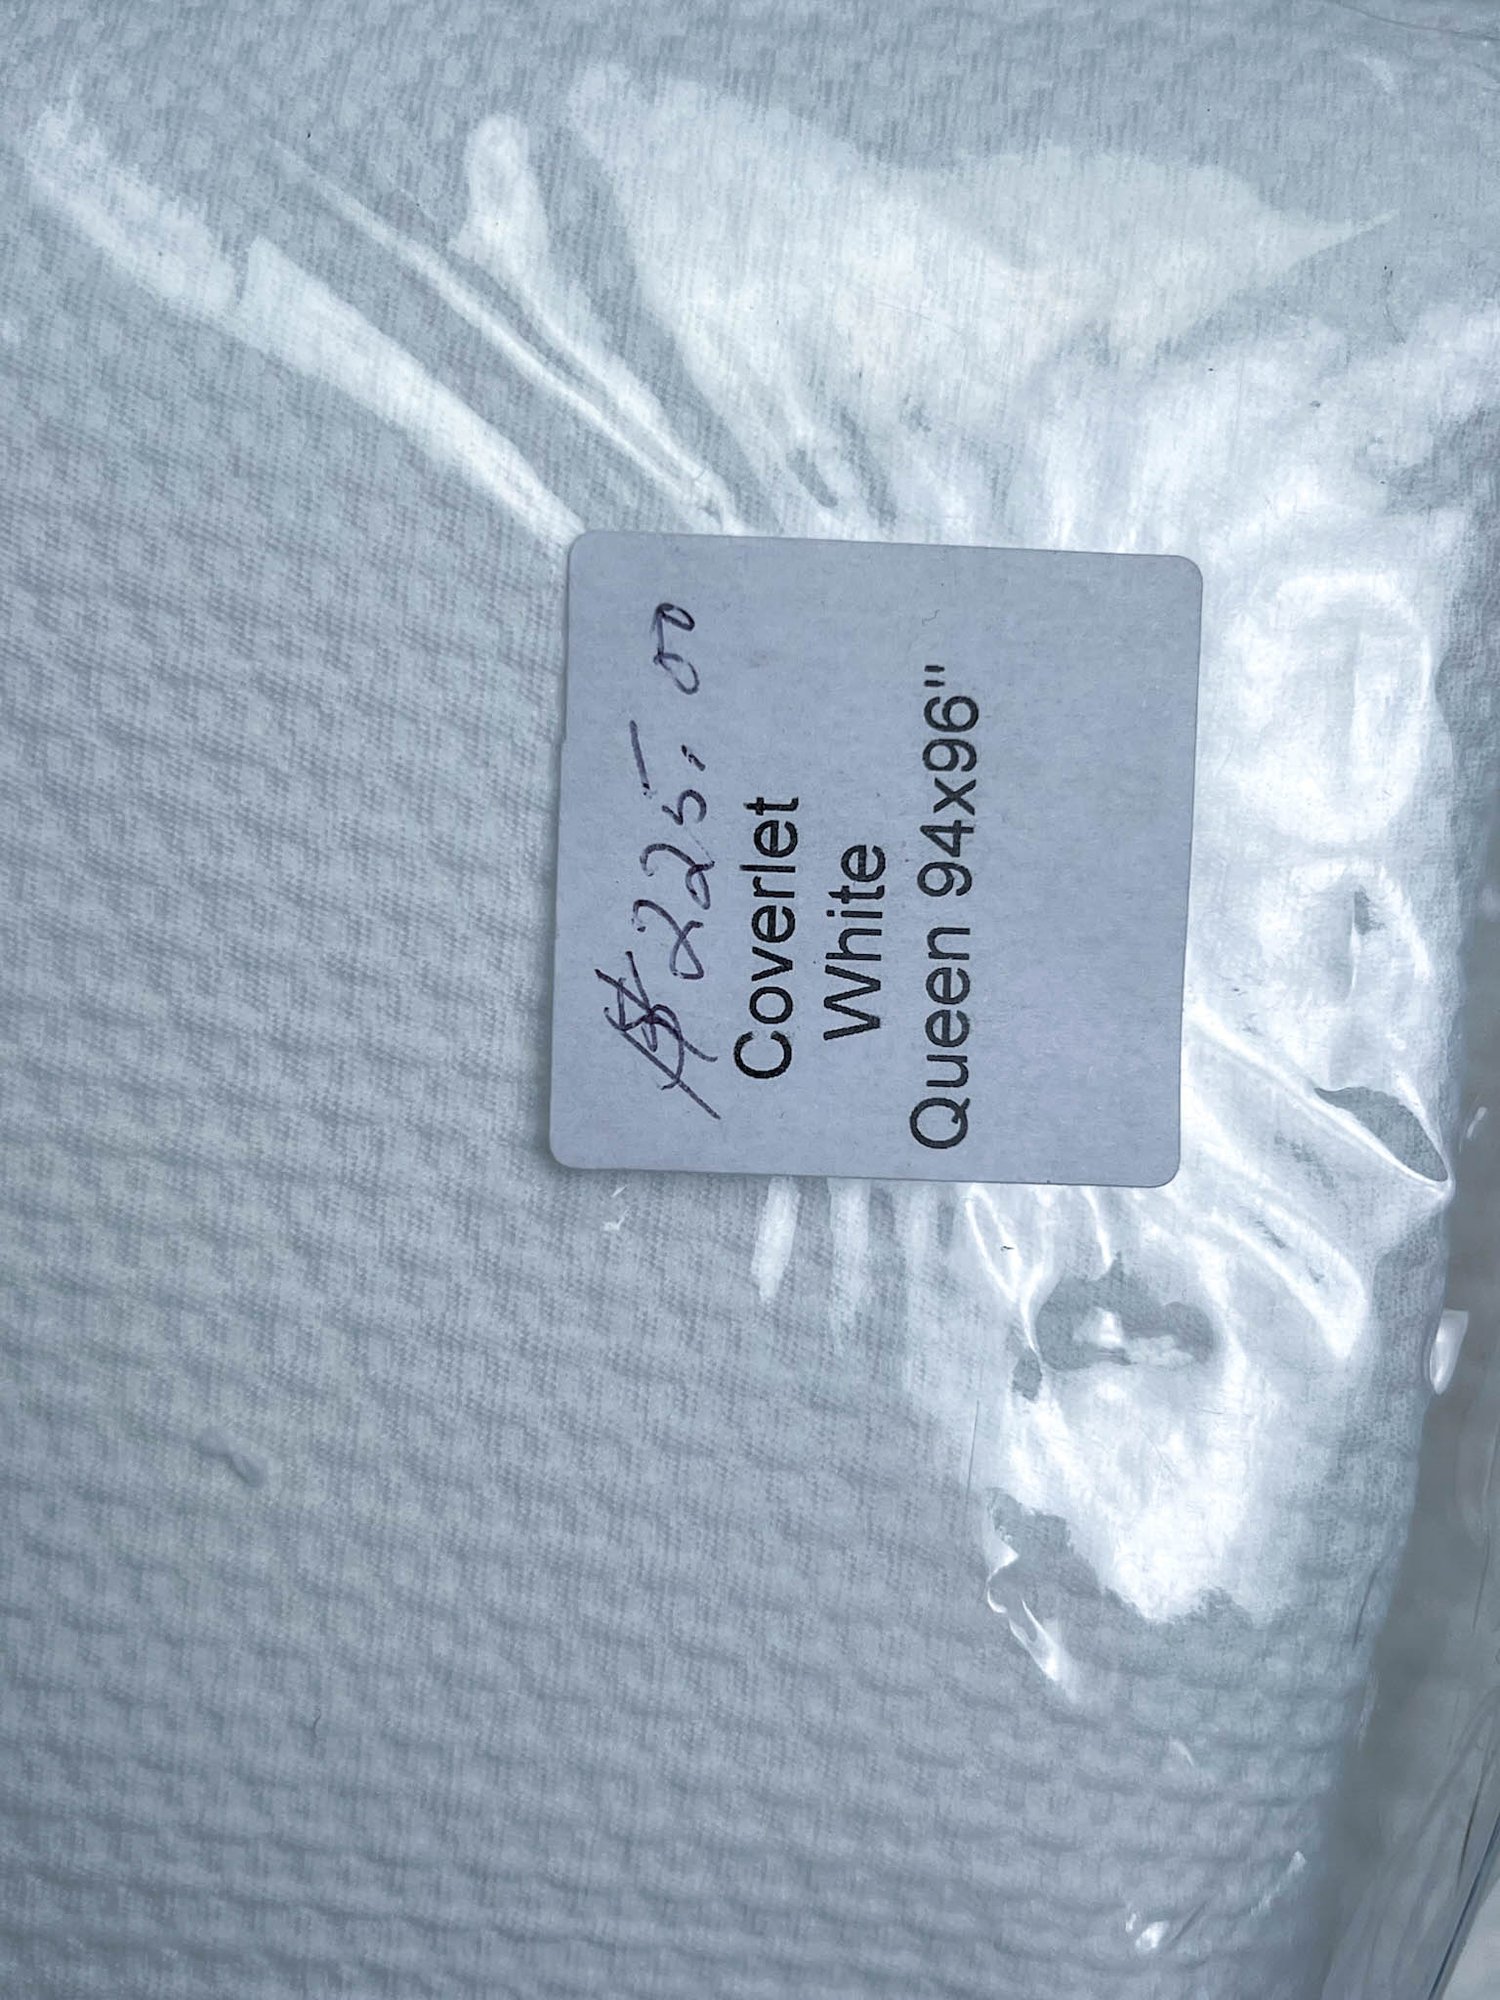 $225.00
Coverlet
White
Queen 94x96"